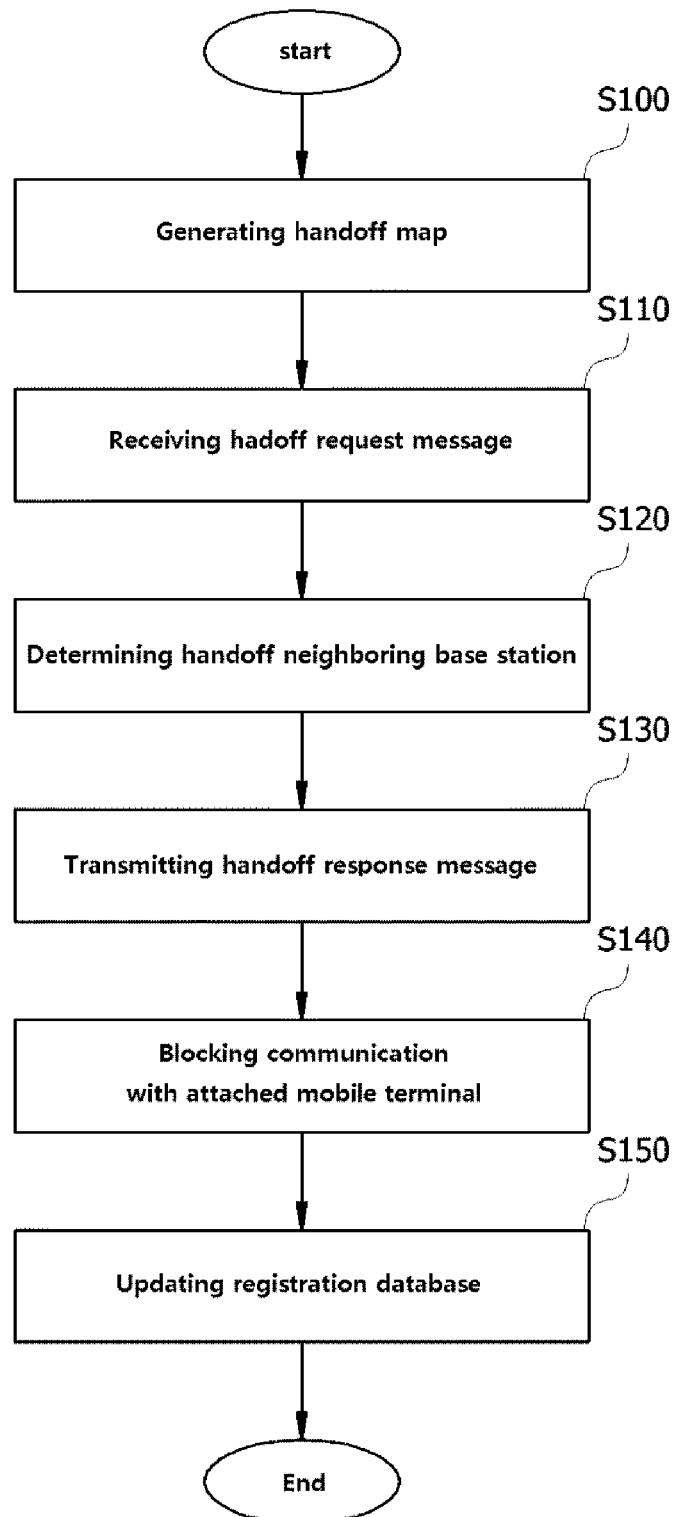 start
S100
Generating handoff map
S110
Receiving hadoff request message
S120
Determining handoff neighboring base station
S130
Transmitting handoff response message
S140
Blocking communication
with attached mobile terminal
S150
Updating registration database
End